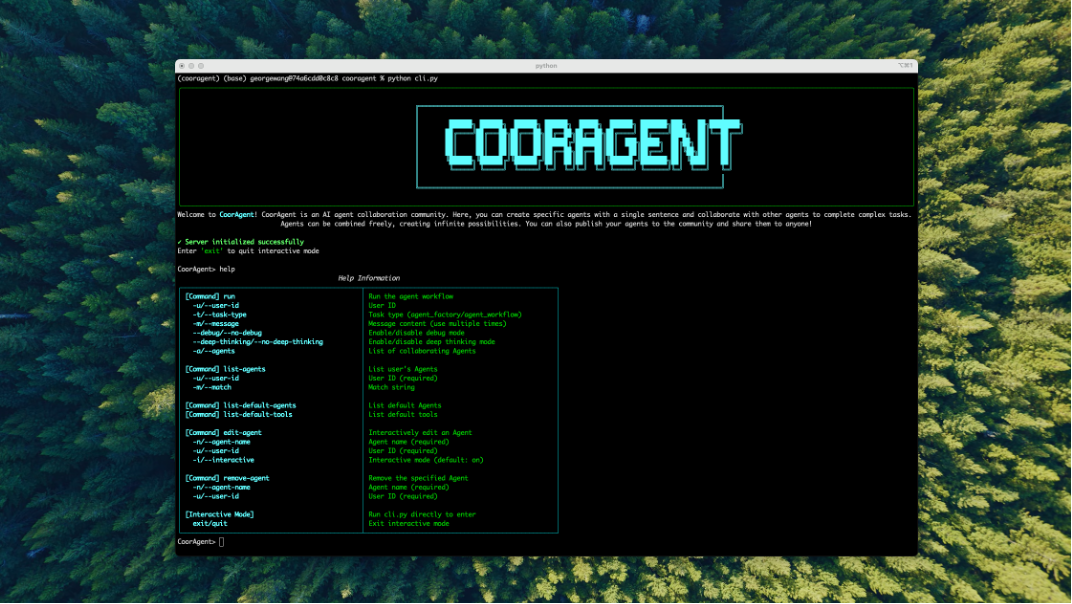 python
⌥⌘1
(cooragent) (base) georgewang@74a6cdd0c8c8 cooragent % python cli.py
COORAGENT
Welcome to CoorAgent! CoorAgent is an AI agent collaboration community. Here, you can create specific agents with a single sentence and collaborate with other agents to complete complex tasks.
Agents can be combined freely, creating infinite possibilities. You can also publish your agents to the community and share them to anyone!
✓ Server initialized successfully
Enter 'exit' to quit interactive mode
CoorAgent> help
Help Information
[Command] run Run the agent workflow
-u/--user-id User ID
-t/--task-type Task type (agent_factory/agent_workflow)
-m/--message Message content (use multiple times)
--debug/--no-debug Enable/disable debug mode
--deep-thinking/--no-deep-thinking Enable/disable deep thinking mode
-a/--agents List of collaborating Agents
[Command] list-agents List user's Agents
-u/--user-id User ID (required)
-m/--match Match string
[Command] list-default-agents List default Agents
[Command] list-default-tools List default tools
[Command] edit-agent Interactively edit an Agent
-n/--agent-name Agent name (required)
-u/--user-id User ID (required)
-i/--interactive Interactive mode (default: on)
[Command] remove-agent Remove the specified Agent
-n/--agent-name Agent name (required)
-u/--user-id User ID (required)
[Interactive Mode] Run cli.py directly to enter
exit/quit Exit interactive mode
CoorAgent>